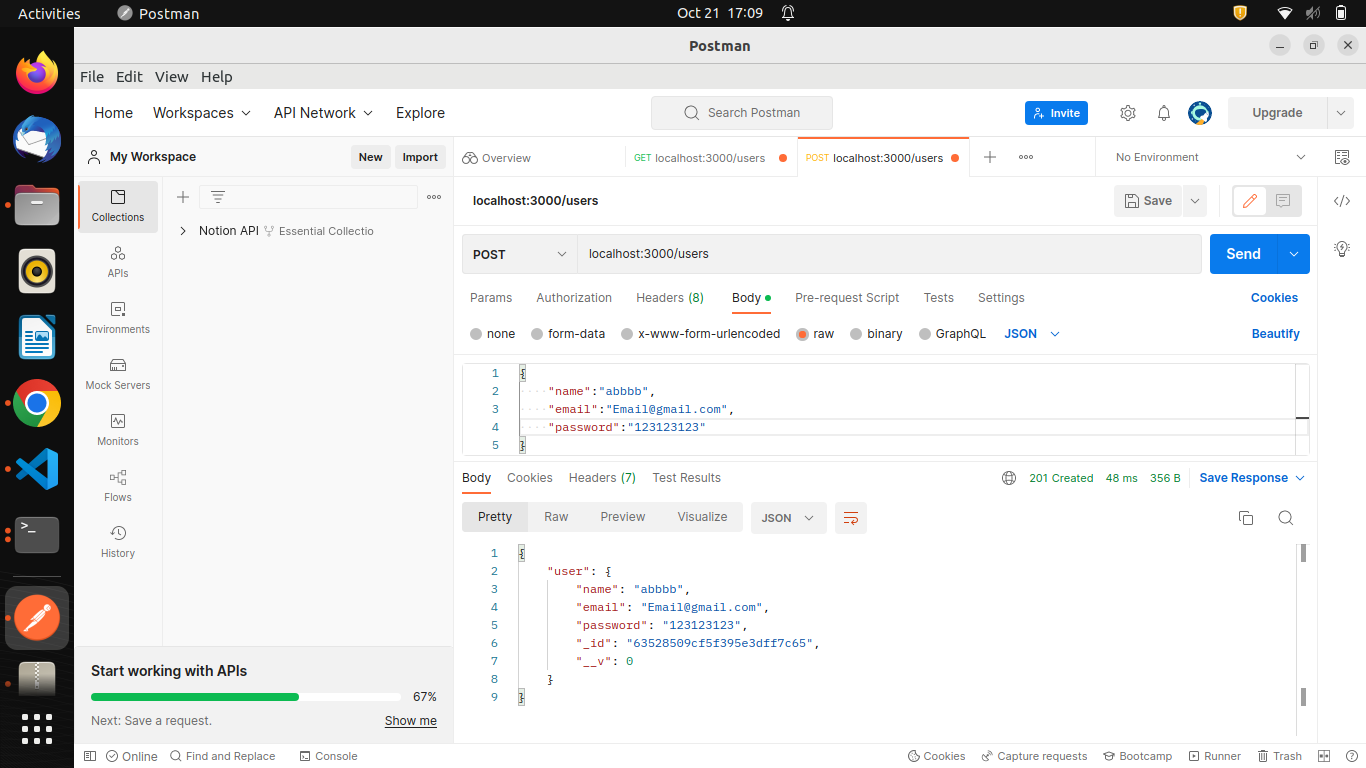 Activities Postman Oct 21 17:09
Postman
File Edit View Help
Home Workspaces API Network Explore Search Postman Invite Upgrade
My Workspace New Import Overview GET localhost:3000/users POST localhost:3000/users No Environment
Collections
APIs
Environments
Mock Servers
Monitors
Flows
History
Notion API Essential Collectio
Start working with APIs
67%
Next: Save a request. Show me
localhost:3000/users Save
POST localhost:3000/users Send
Params Authorization Headers (8) Body Pre-request Script Tests Settings Cookies
none form-data x-www-form-urlencoded raw binary GraphQL JSON Beautify
1 {
2 "name":"abbbb",
3 "email":"Email@gmail.com",
4 "password":"123123123"
5 }
Body Cookies Headers (7) Test Results 201 Created 48 ms 356 B Save Response
Pretty Raw Preview Visualize JSON
1 {
2 "user": {
3 "name": "abbbb",
4 "email": "Email@gmail.com",
5 "password": "123123123",
6 "_id": "63528509cf5f395e3dff7c65",
7 "__v": 0
8 }
9 }
Online Find and Replace Console Cookies Capture requests Bootcamp Runner Trash